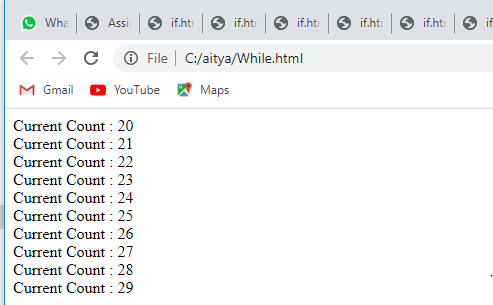 Wha
Assi
if.htr
if.htr
if.htr
if.htr
if.htr
if.htr
File
C:/aitya/While.html
Gmail
YouTube
Maps
Current Count : 20
Current Count : 21
Current Count : 22
Current Count : 23
Current Count : 24
Current Count : 25
Current Count : 26
Current Count : 27
Current Count : 28
Current Count : 29